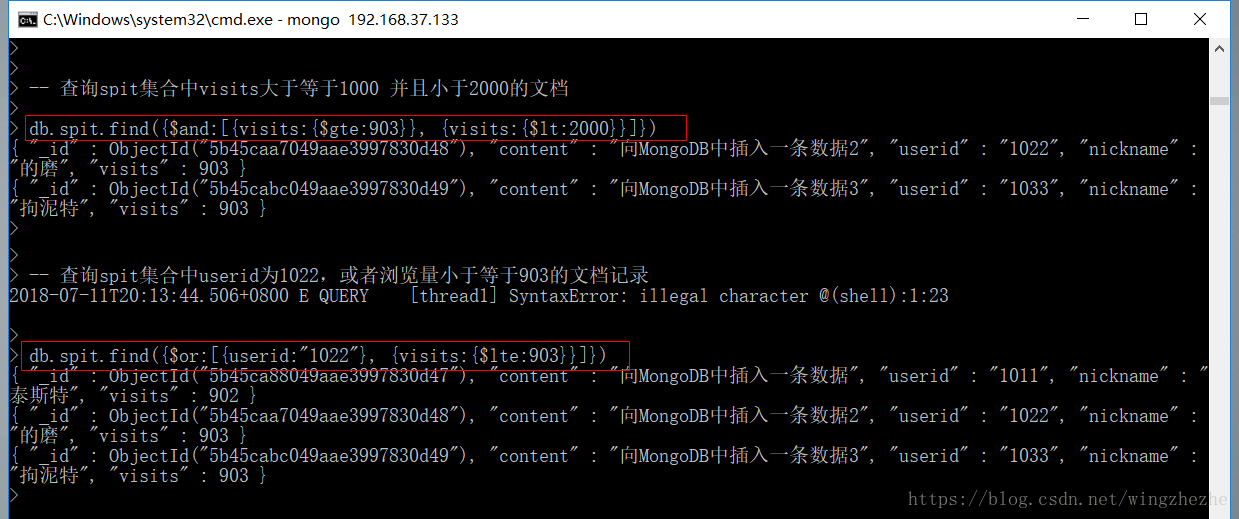 C:\Windows\system32\cmd.exe - mongo  192.168.37.133
>
>
> -- 查询spit集合中visits大于等于1000 并且小于2000的文档
>
> db.spit.find({$and:[{visits:{$gte:903}}, {visits:{$lt:2000}}]})
{ "_id" : ObjectId("5b45caa7049aae3997830d48"), "content" : "向MongoDB中插入一条数据2", "userid" : "1022", "nickname" :
"的磨", "visits" : 903 }
{ "_id" : ObjectId("5b45cabc049aae3997830d49"), "content" : "向MongoDB中插入一条数据3", "userid" : "1033", "nickname" :
"拘泥特", "visits" : 903 }
>
>
> -- 查询spit集合中userid为1022，或者浏览量小于等于903的文档记录
2018-07-11T20:13:44.506+0800 E QUERY    [thread1] SyntaxError: illegal character @(shell):1:23
>
> db.spit.find({$or:[{userid:"1022"}, {visits:{$lte:903}}]})
{ "_id" : ObjectId("5b45ca88049aae3997830d47"), "content" : "向MongoDB中插入一条数据", "userid" : "1011", "nickname" : "
泰斯特", "visits" : 902 }
{ "_id" : ObjectId("5b45caa7049aae3997830d48"), "content" : "向MongoDB中插入一条数据2", "userid" : "1022", "nickname" :
"的磨", "visits" : 903 }
{ "_id" : ObjectId("5b45cabc049aae3997830d49"), "content" : "向MongoDB中插入一条数据3", "userid" : "1033", "nickname" :
"拘泥特", "visits" : 903 }
>
https://blog.csdn.net/wingzhezhe